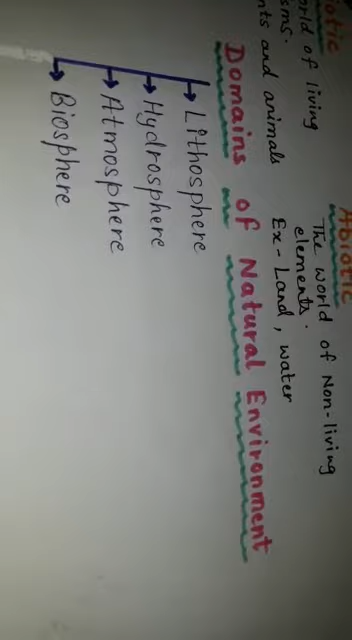 Abiotic
The world of Non-living
elements.
Ex - Land, water
of living
and animals
Domains of Natural Environment
Lithosphere
Hydrosphere
Atmosphere
Biosphere